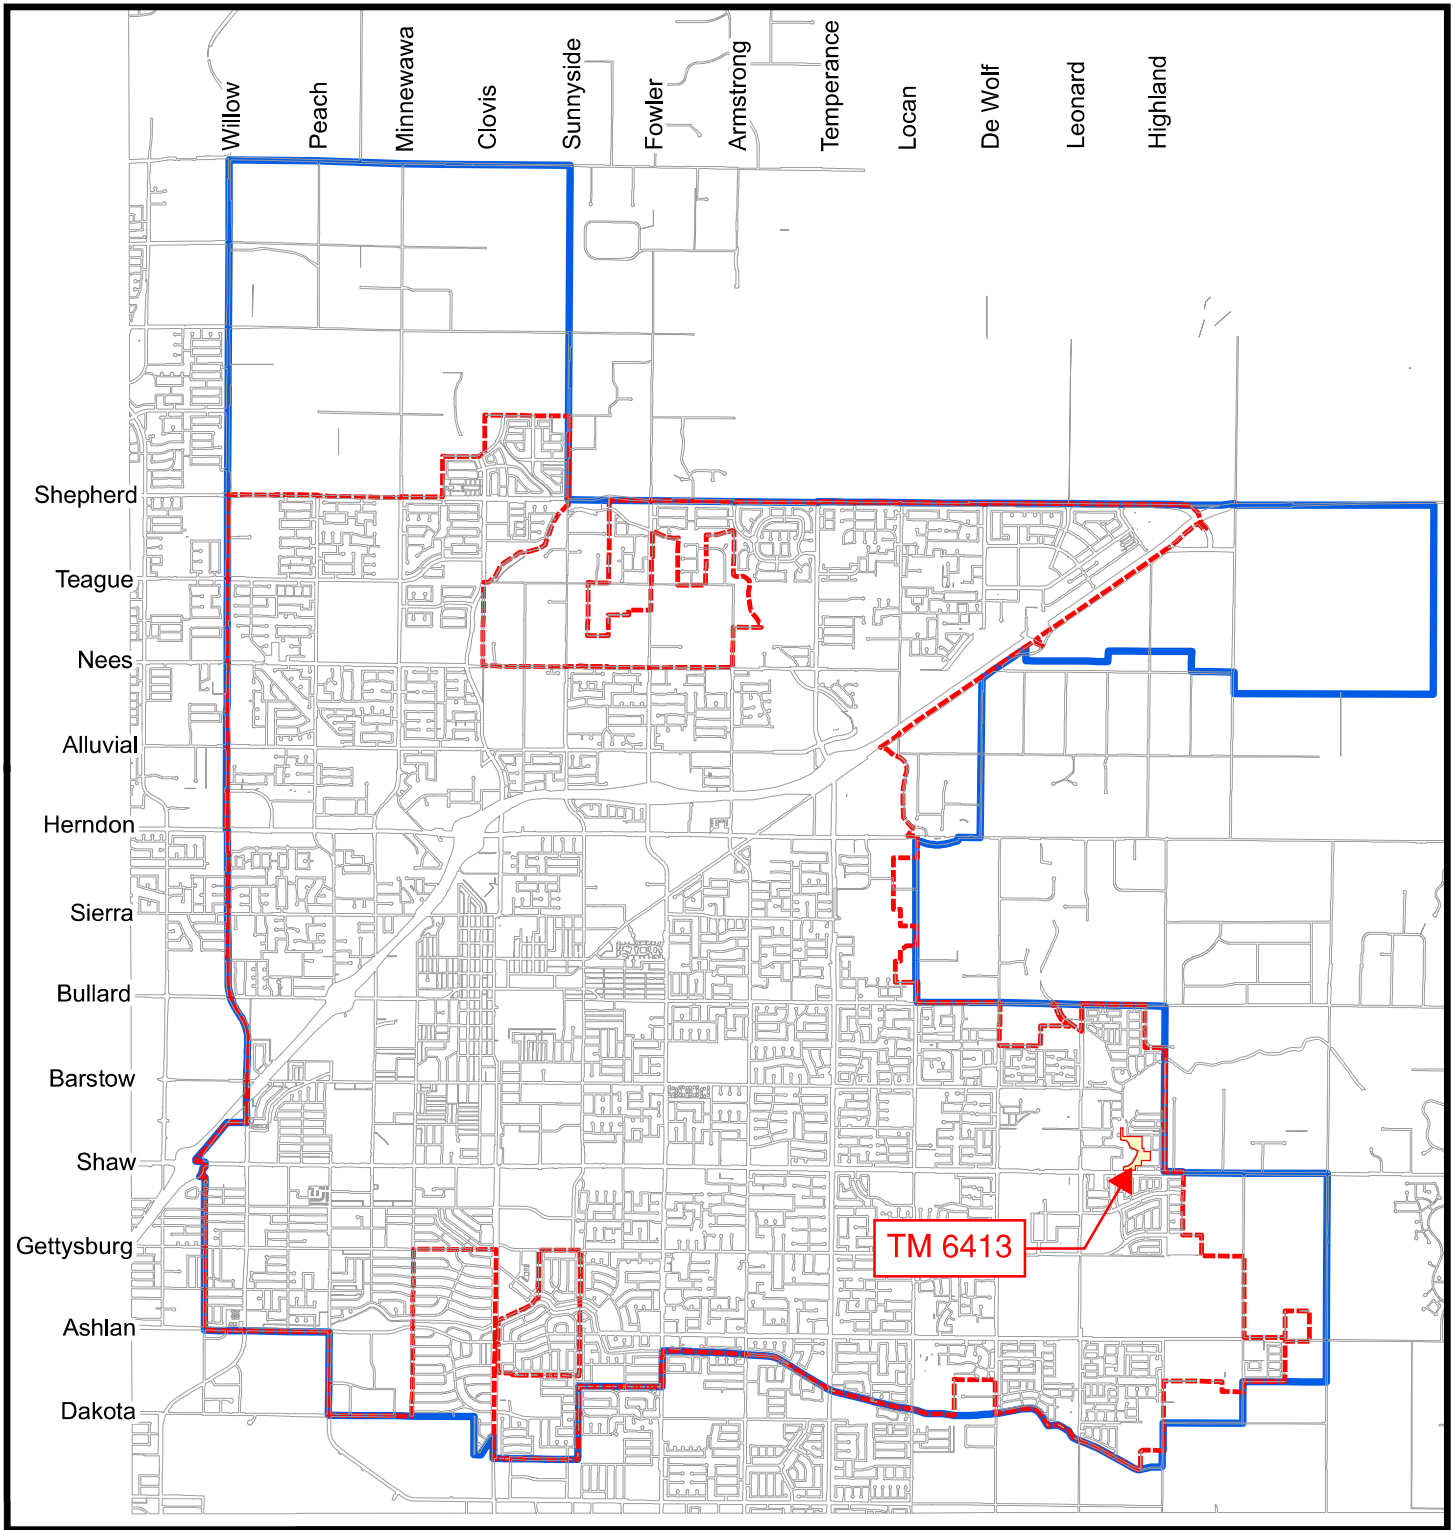 Willow
Peach
Minnewawa
Clovis
Sunnyside
Fowler
Armstrong
Temperance
Locan
De Wolf
Leonard
Highland
Shepherd
Teague
Nees
Alluvial
Herndon
Sierra
Bullard
Barstow
Shaw
Gettysburg
Ashlan
Dakota
TM 6413